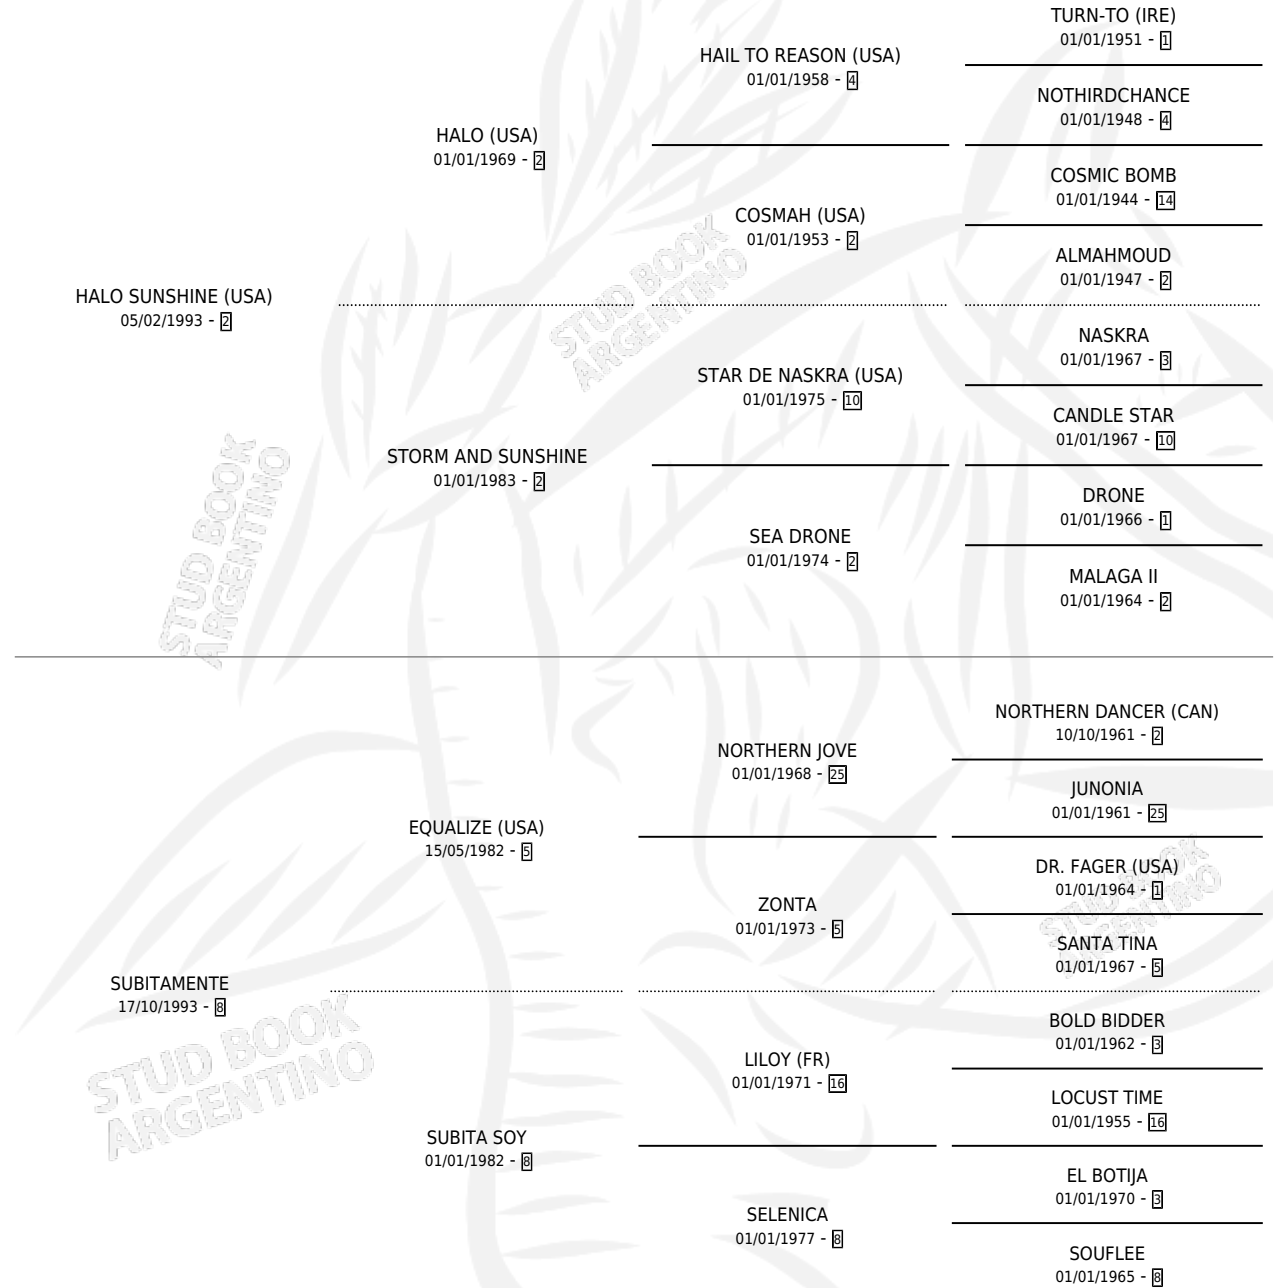 TURN-TO (IRE)
01/01/1951 - 1
HAIL TO REASON (USA)
01/01/1958 - 4
NOTHIRDCHANCE
01/01/1948 - 4
HALO (USA)
01/01/1969 - 2
COSMIC BOMB
01/01/1944 - 14
COSMAH (USA)
01/01/1953 - 2
ALMAHMOUD
01/01/1947 - 2
HALO SUNSHINE (USA)
05/02/1993 - 2
NASKRA
01/01/1967 - 3
STAR DE NASKRA (USA)
01/01/1975 - 10
CANDLE STAR
01/01/1967 - 10
STORM AND SUNSHINE
01/01/1983 - 2
DRONE
01/01/1966 - 1
SEA DRONE
01/01/1974 - 2
MALAGA II
01/01/1964 - 2
NORTHERN DANCER (CAN)
10/10/1961 - 2
NORTHERN JOVE
01/01/1968 - 25
JUNONIA
01/01/1961 - 25
EQUALIZE (USA)
15/05/1982 - 5
DR. FAGER (USA)
01/01/1964 - 1
ZONTA
01/01/1973 - 5
SANTA TINA
01/01/1967 - 5
SUBITAMENTE
17/10/1993 - 8
BOLD BIDDER
01/01/1962 - 3
LILOY (FR)
01/01/1971 - 16
LOCUST TIME
01/01/1955 - 16
SUBITA SOY
01/01/1982 - 8
EL BOTIJA
01/01/1970 - 3
SELENICA
01/01/1977 - 8
SOUFLEE
01/01/1965 - 8
STUD BOOK
ARGENTINO
STUD BOOK
ARGENTINO
STUD BOOK
ARGENTINO
STUD BOOK
ARGENTINO